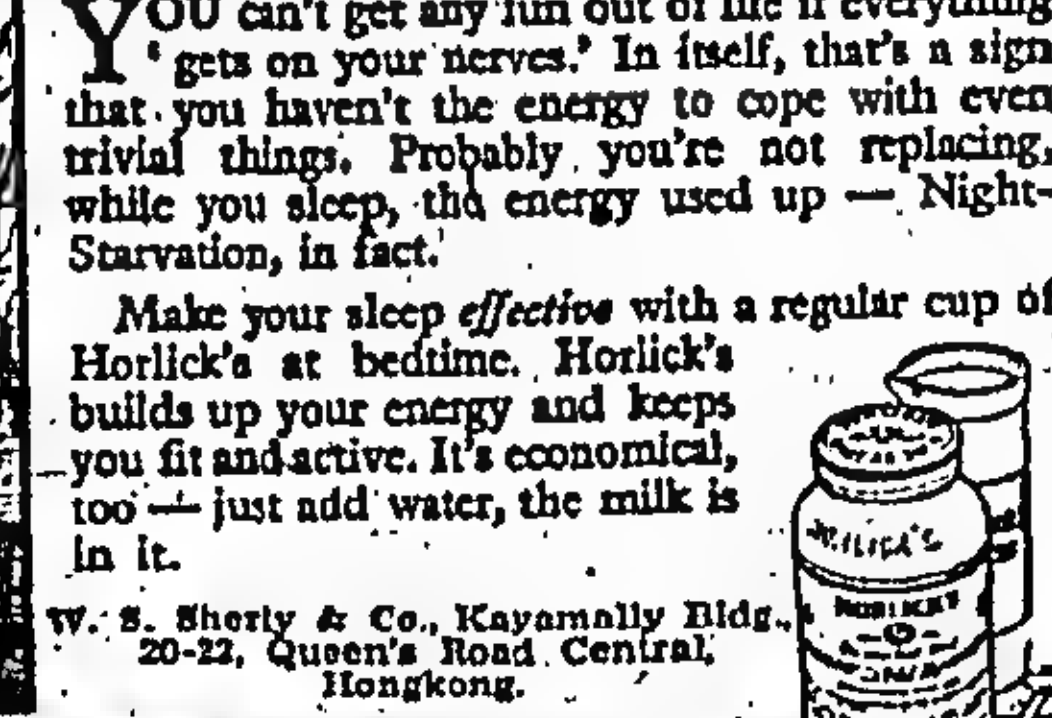 YOU can't get any fun out of life if everything
'gets on your nerves.' In itself, that's a sign
that you haven't the energy to cope with even
trivial things. Probably you're not replacing,
while you sleep, the energy used up — Night-
Starvation, in fact.
Make your sleep effective with a regular cup of
Horlick's at bedtime. Horlick's
builds up your energy and keeps
you fit and active. It's economical,
too — just add water, the milk is
in it.
HORLICK'S
HORLICK'S
W. S. Shorly & Co., Kayamally Bldg.,
20-22, Queen's Road Central,
Hongkong.